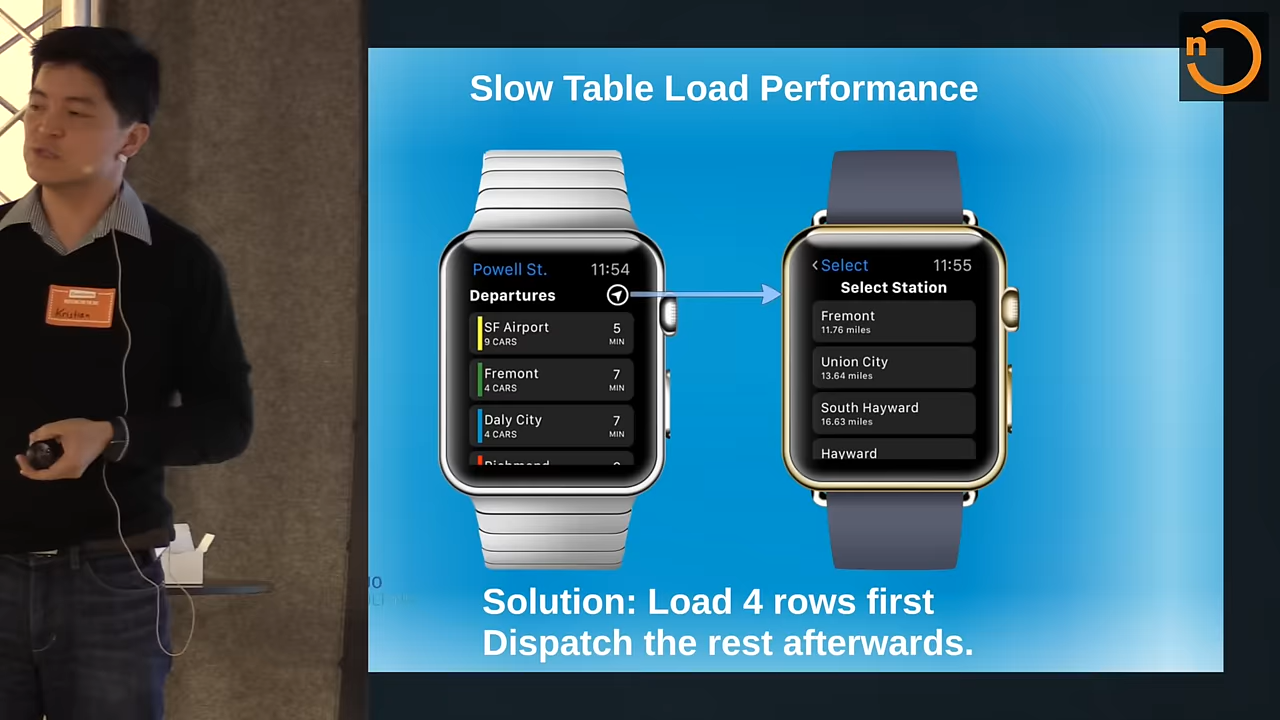 n
Slow Table Load Performance
Powell St. 11:54
Departures
SF Airport 5
9 CARS MIN
Fremont 7
4 CARS MIN
Daly City 7
4 CARS MIN
Richmond
<Select 11:55
Select Station
Fremont
11.76 miles
Union City
13.64 miles
South Hayward
16.63 miles
Hayward
Solution: Load 4 rows first
Dispatch the rest afterwards.